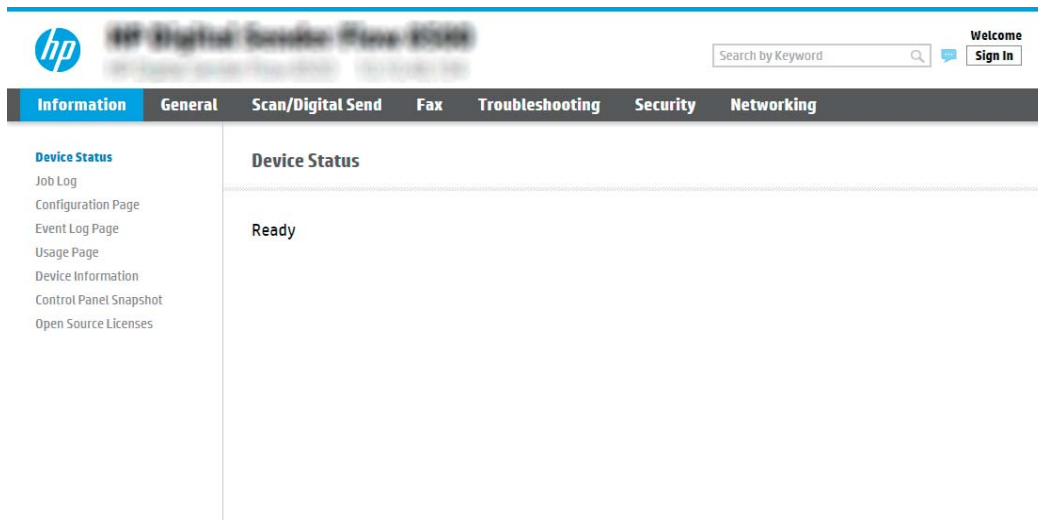 hp
Welcome
Search by Keyword
Sign In
Information General Scan/Digital Send Fax Troubleshooting Security Networking
Device Status
Job Log
Configuration Page
Event Log Page
Usage Page
Device Information
Control Panel Snapshot
Open Source Licenses
Device Status
Ready